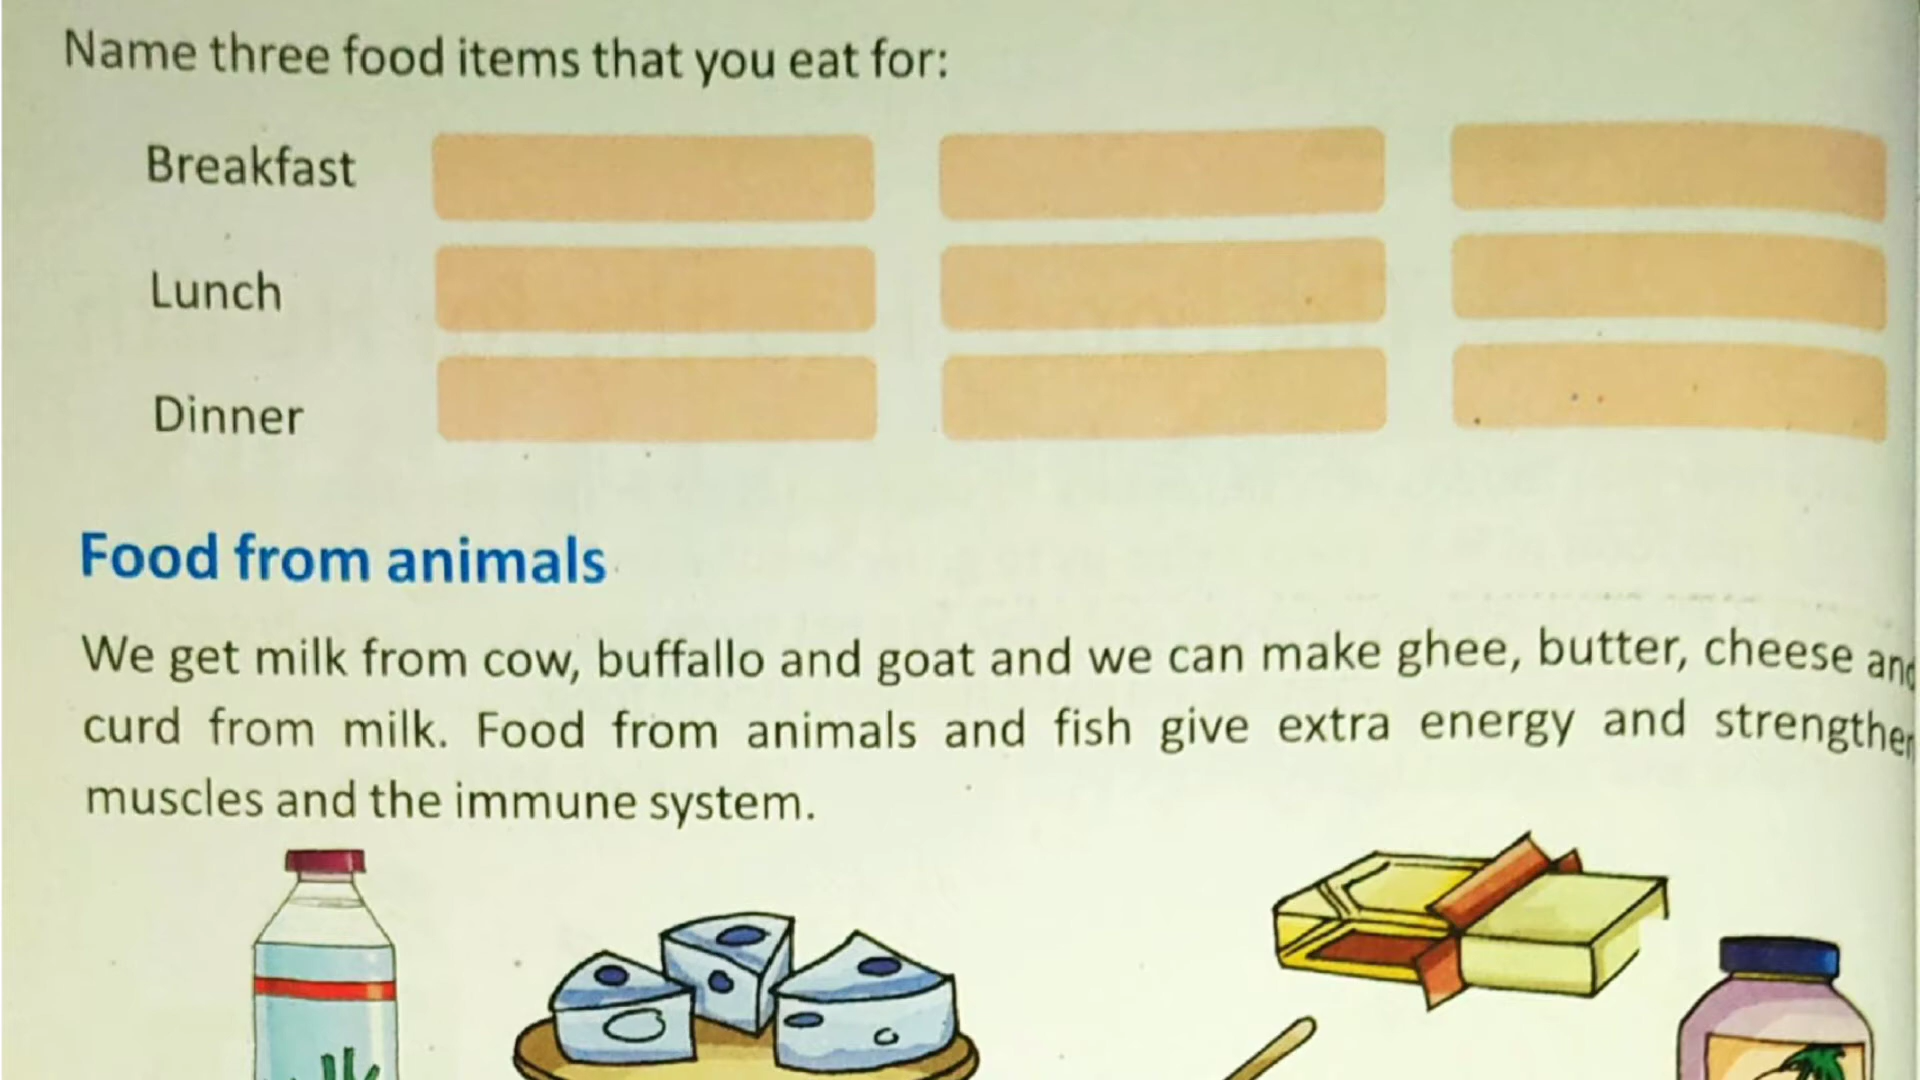 Name three food items that you eat for:
Breakfast
Lunch
Dinner
Food from animals
We get milk from cow, buffallo and goat and we can make ghee, butter, cheese and
curd from milk. Food from animals and fish give extra energy and strengthen
muscles and the immune system.